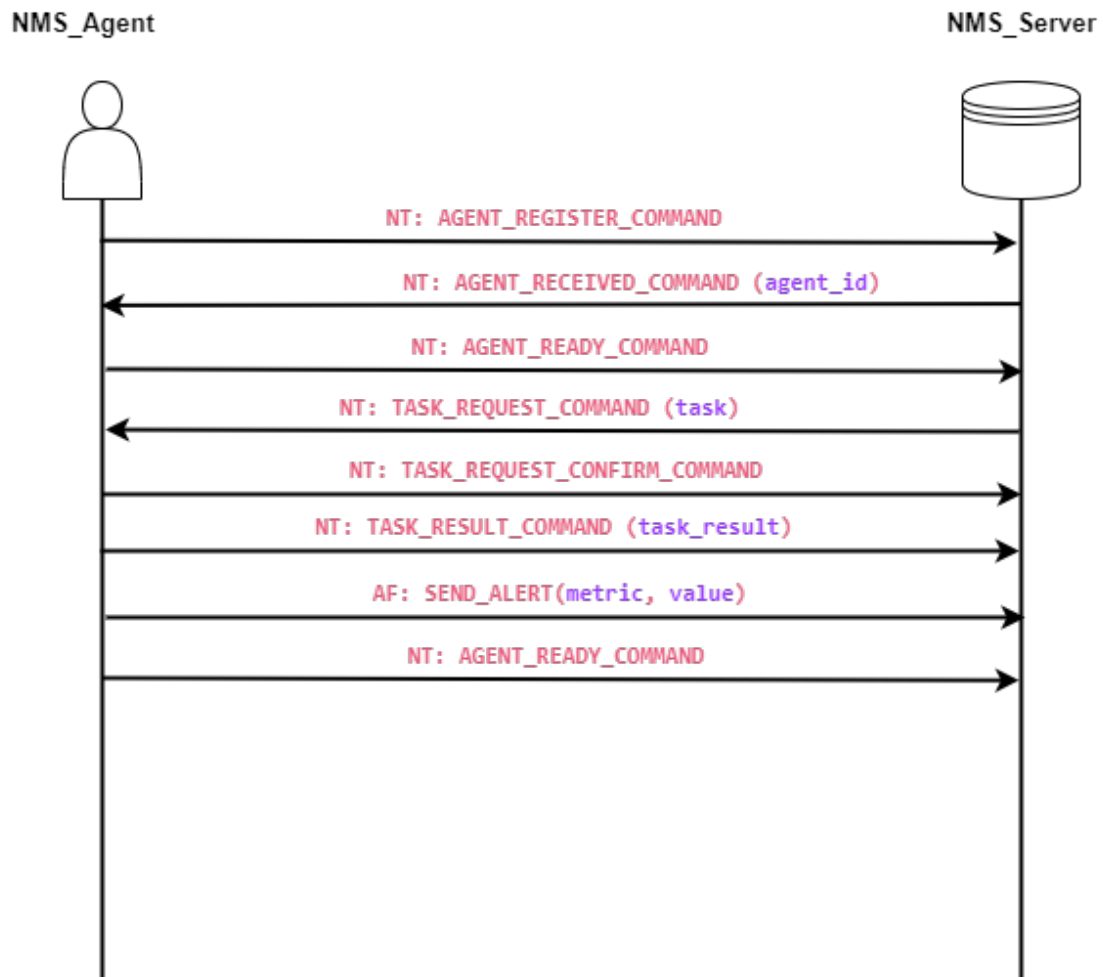 NMS_Agent
NMS_Server
NT: AGENT_REGISTER_COMMAND
NT: AGENT_RECEIVED_COMMAND (agent_id)
NT: AGENT_READY_COMMAND
NT: TASK_REQUEST_COMMAND (task)
NT: TASK_REQUEST_CONFIRM_COMMAND
NT: TASK_RESULT_COMMAND (task_result)
AF: SEND_ALERT(metric, value)
NT: AGENT_READY_COMMAND